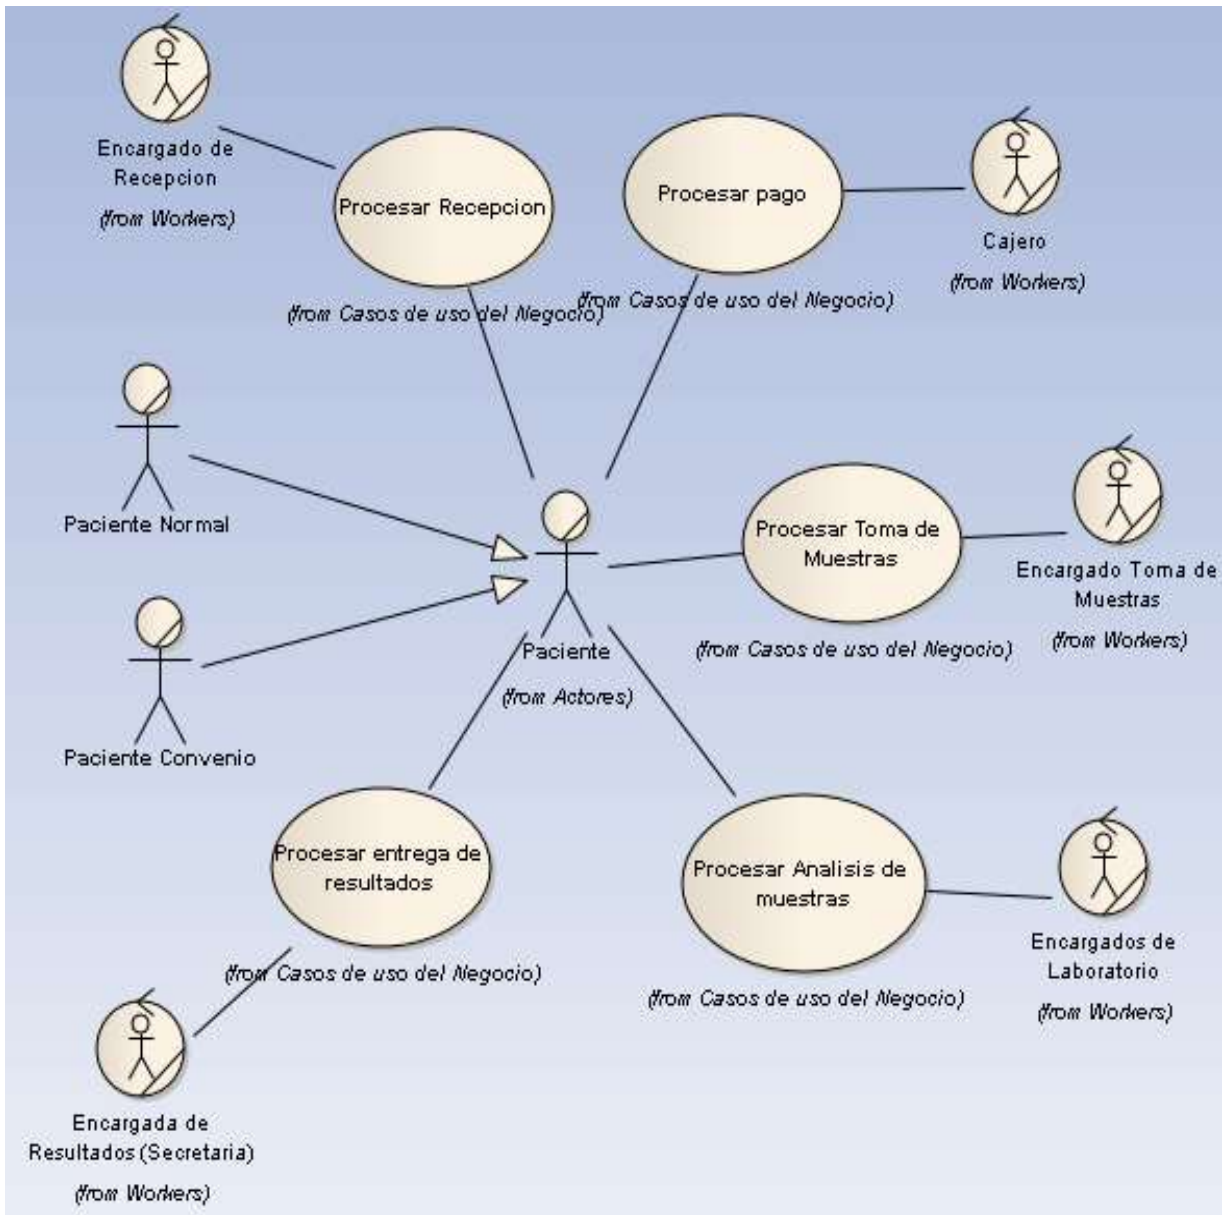 Encargado de
Recepcion
(from Workers)
Procesar Recepcion
(from Casos de uso del Negocio)
Procesar pago
(from Casos de uso del Negocio)
Cajero
(from Workers)
Paciente Normal
Paciente Convenio
Paciente
(from Actores)
Procesar Toma de
Muestras
(from Casos de uso del Negocio)
Encargado Toma de
Muestras
(from Workers)
Procesar entrega de
resultados
(from Casos de uso del Negocio)
Procesar Analisis de
muestras
(from Casos de uso del Negocio)
Encargados de
Laboratorio
(from Workers)
Encargada de
Resultados (Secretaria)
(from Workers)